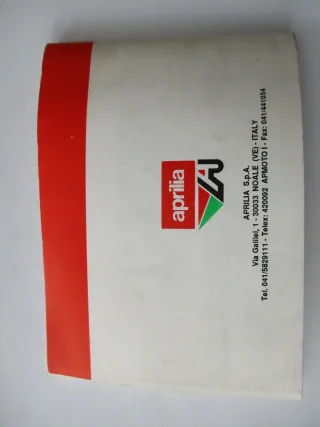 aprilia
APRILIA S.p.A.
Via Galilei, 1 - 30033 NOALE (VE) - ITALY
Tel. 041/5829111 - Telex: 420092 APMOTO I - Fax: 041/441054